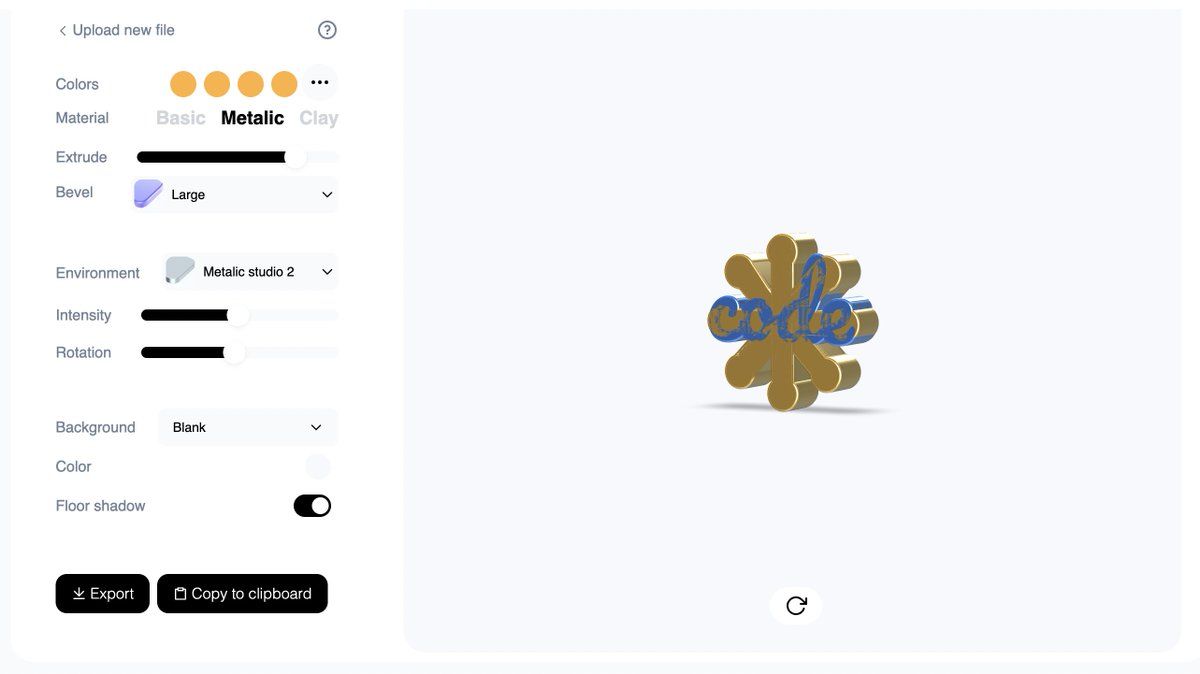 Upload new file
?
Colors
Material Basic Metalic Clay
Extrude
Bevel Large
Environment Metalic studio 2
Intensity
Rotation
Background Blank
Color
Floor shadow
Export Copy to clipboard
code